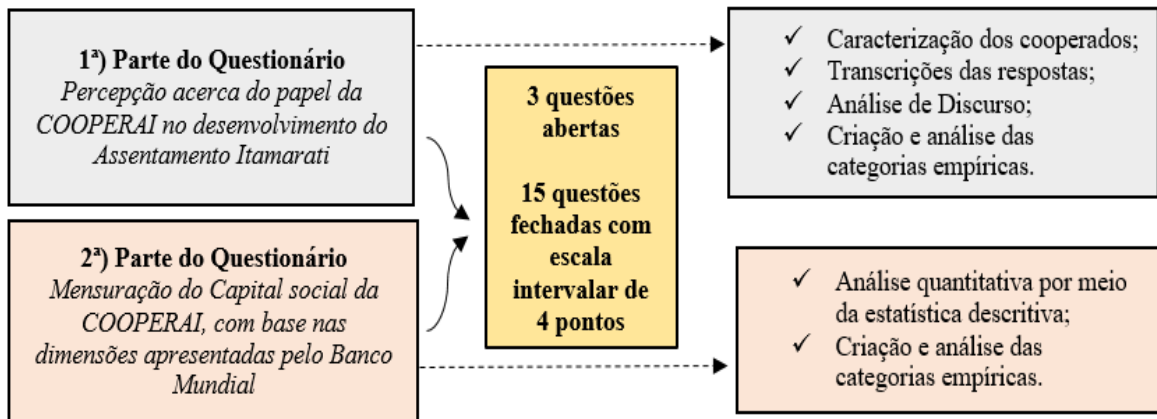 1ª) Parte do Questionário
Percepção acerca do papel da
COOPERAI no desenvolvimento do
Assentamento Itamarati
2ª) Parte do Questionário
Mensuração do Capital social da
COOPERAI, com base nas
dimensões apresentadas pelo Banco
Mundial
3 questões
abertas
15 questões
fechadas com
escala
intervalar de
4 pontos
✓ Caracterização dos cooperados;
✓ Transcrições das respostas;
✓ Análise de Discurso;
✓ Criação e análise das
categorias empíricas.
✓ Análise quantitativa por meio
da estatística descritiva;
✓ Criação e análise das
categorias empíricas.